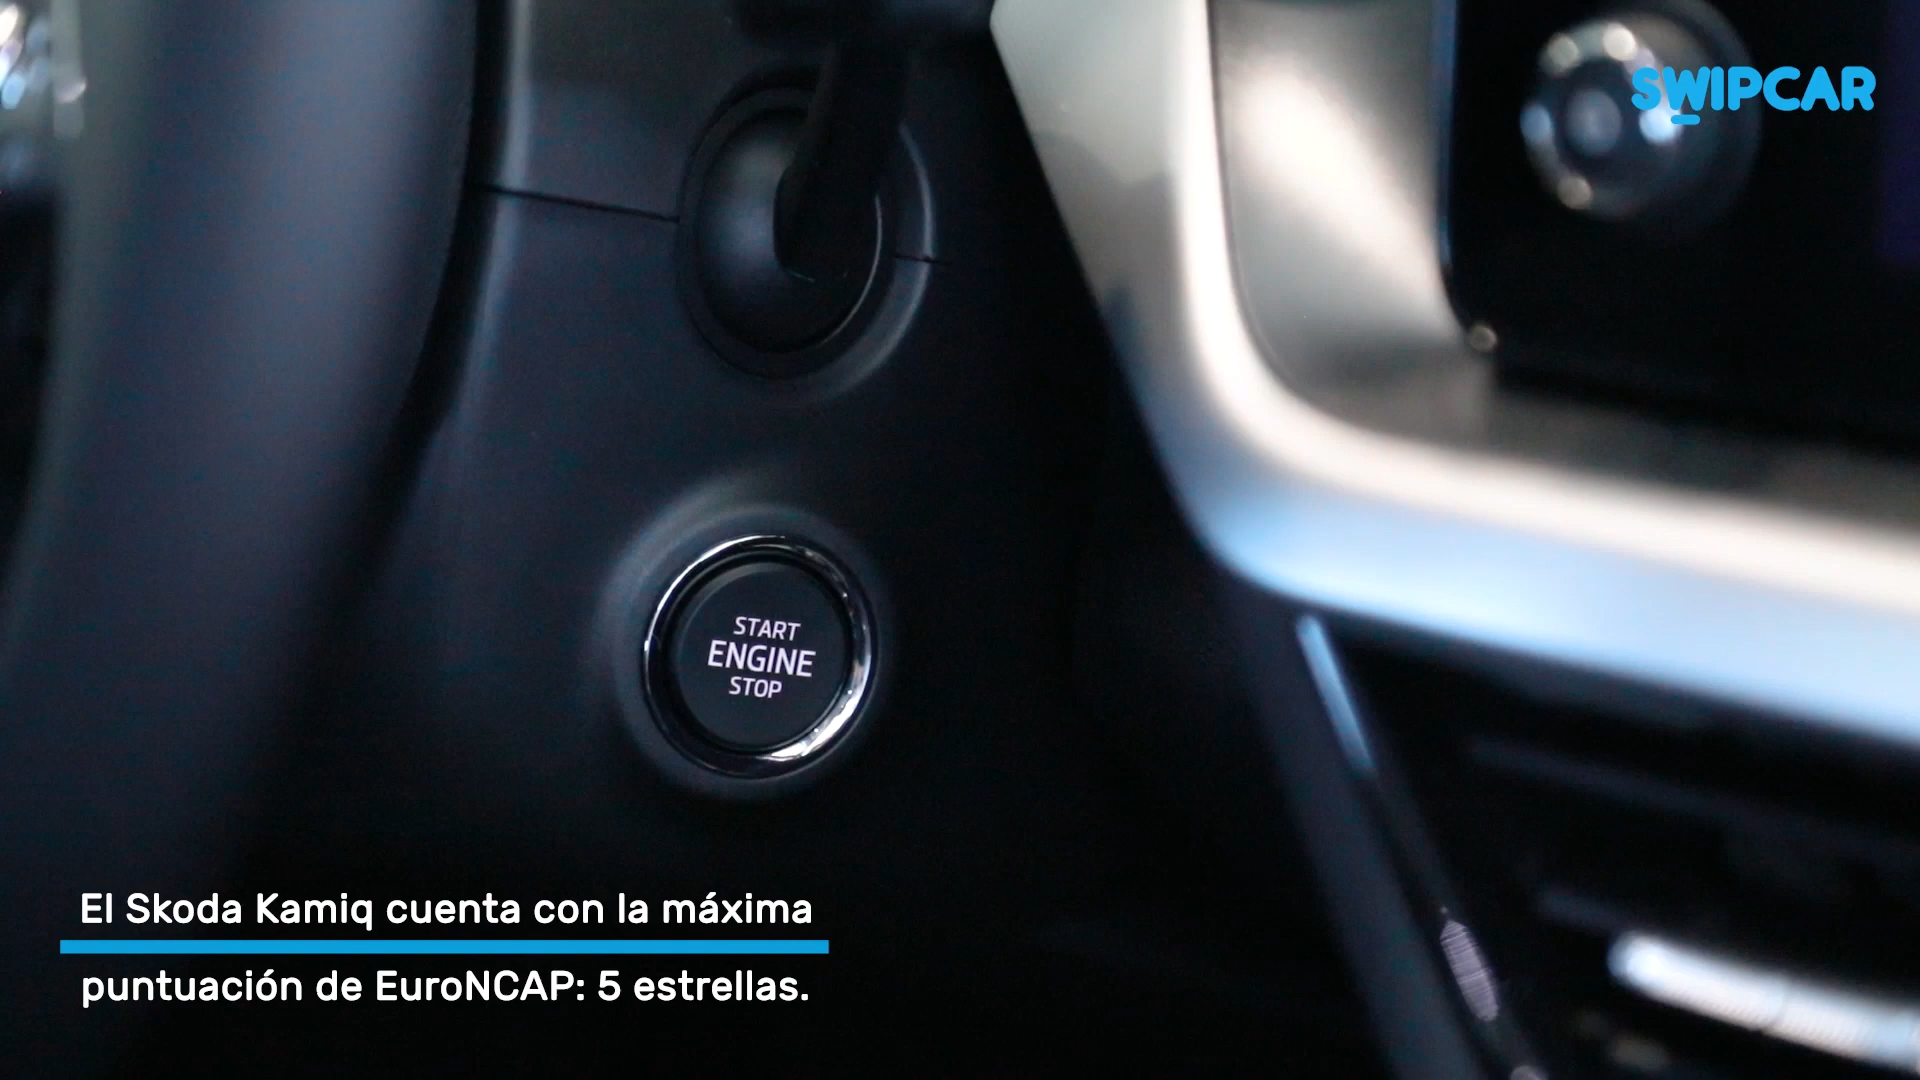 SWIPCAR
START
ENGINE
STOP
El Skoda Kamiq cuenta con la máxima
puntuación de EuroNCAP: 5 estrellas.